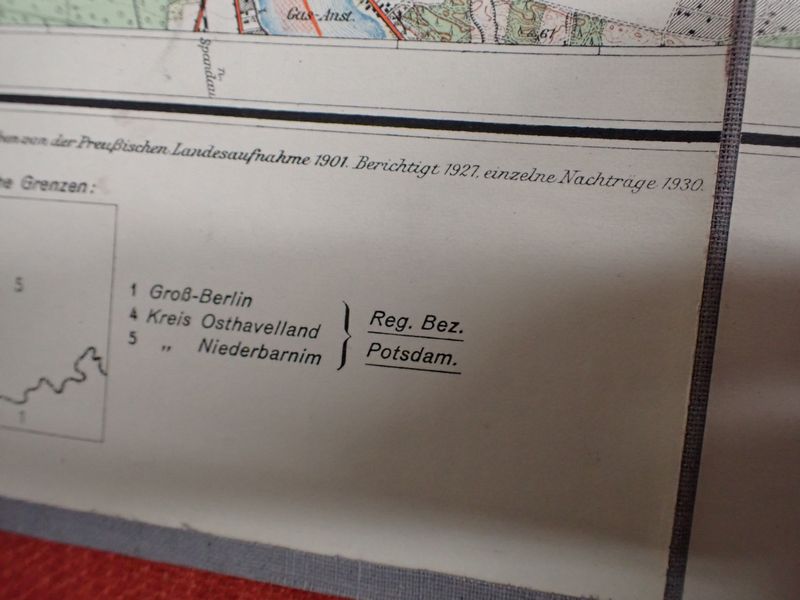 Gas-Anst.
61
n. Spandau
von der Preußischen Landesaufnahme 1901. Berichtigt 1927, einzelne Nachträge 1930.
Grenzen:
5
1 Groß-Berlin
4 Kreis Osthavelland
5 „ Niederbarnim
Reg. Bez.
Potsdam.
1